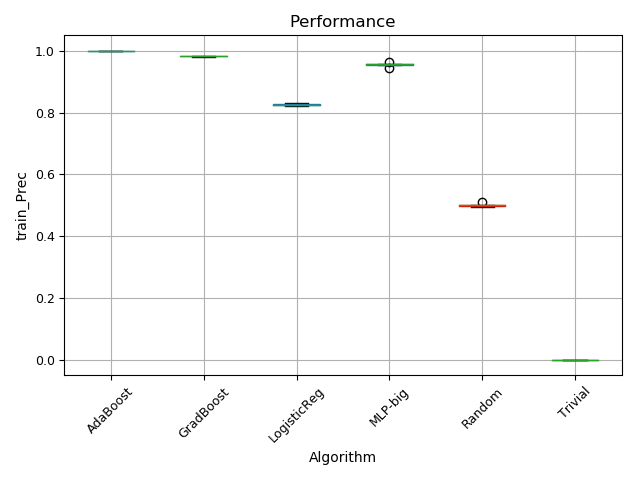 Performance
1.0
0.8
0.6
0.4
0.2
0.0
train_Prec
AdaBoost
GradBoost
LogisticReg
MLP-big
Random
Trivial
Algorithm